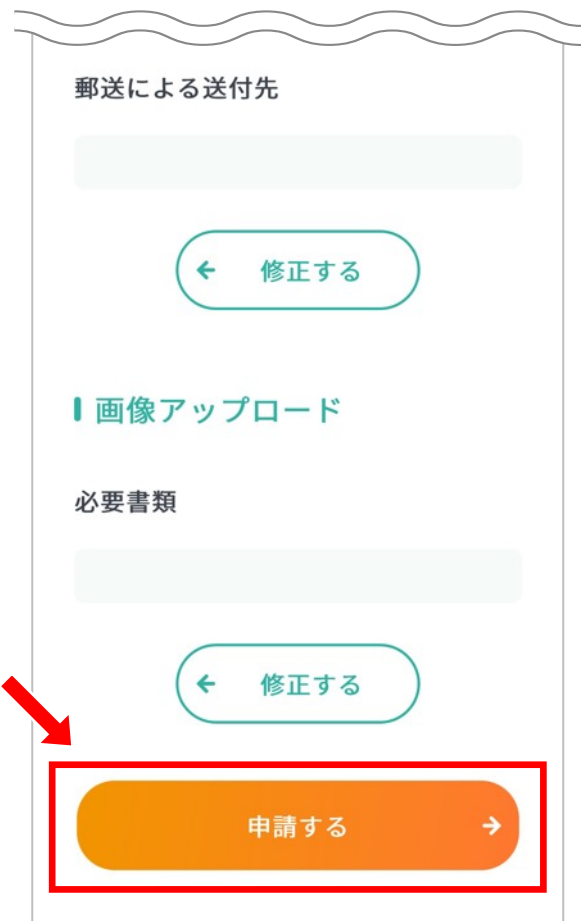 郵送による送付先
修正する
画像アップロード
必要書類
修正する
申請する